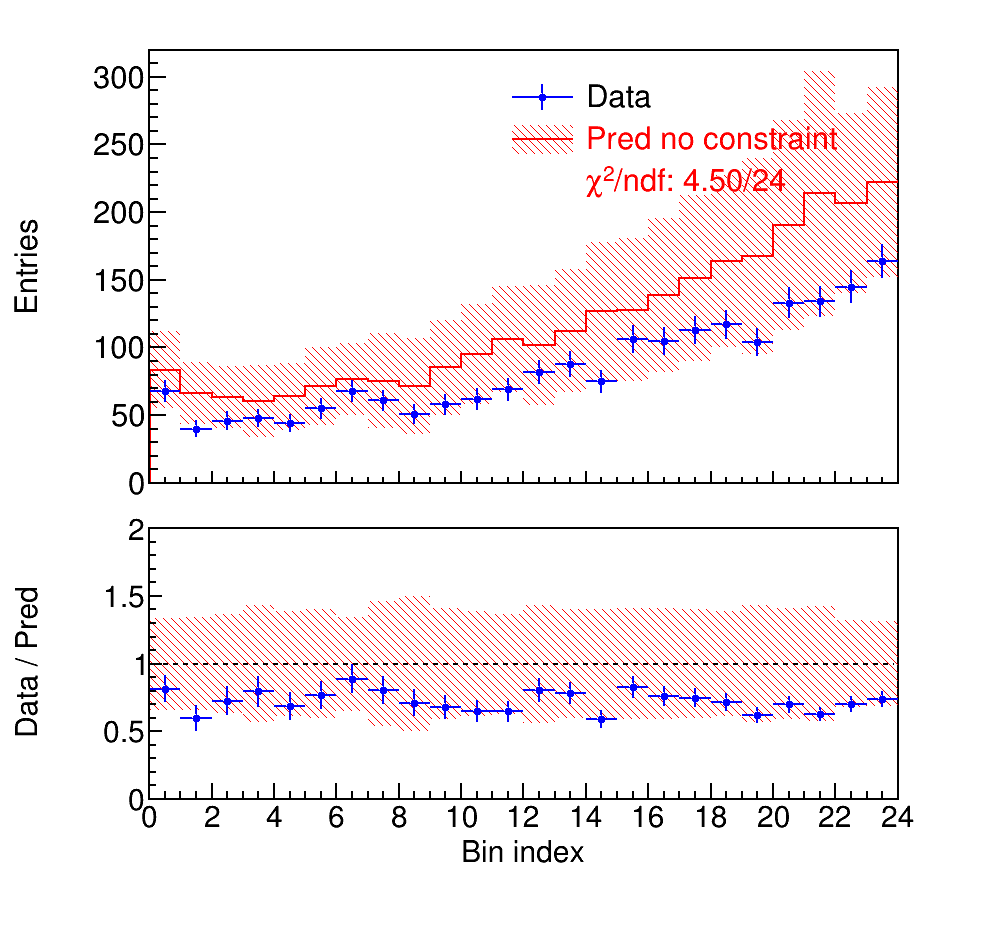 Entries
300
250
200
150
100
50
0
Data
Pred no constraint
χ²/ndf: 4.50/24
Data / Pred
2
1.5
1
0.5
0
0 2 4 6 8 10 12 14 16 18 20 22 24
Bin index